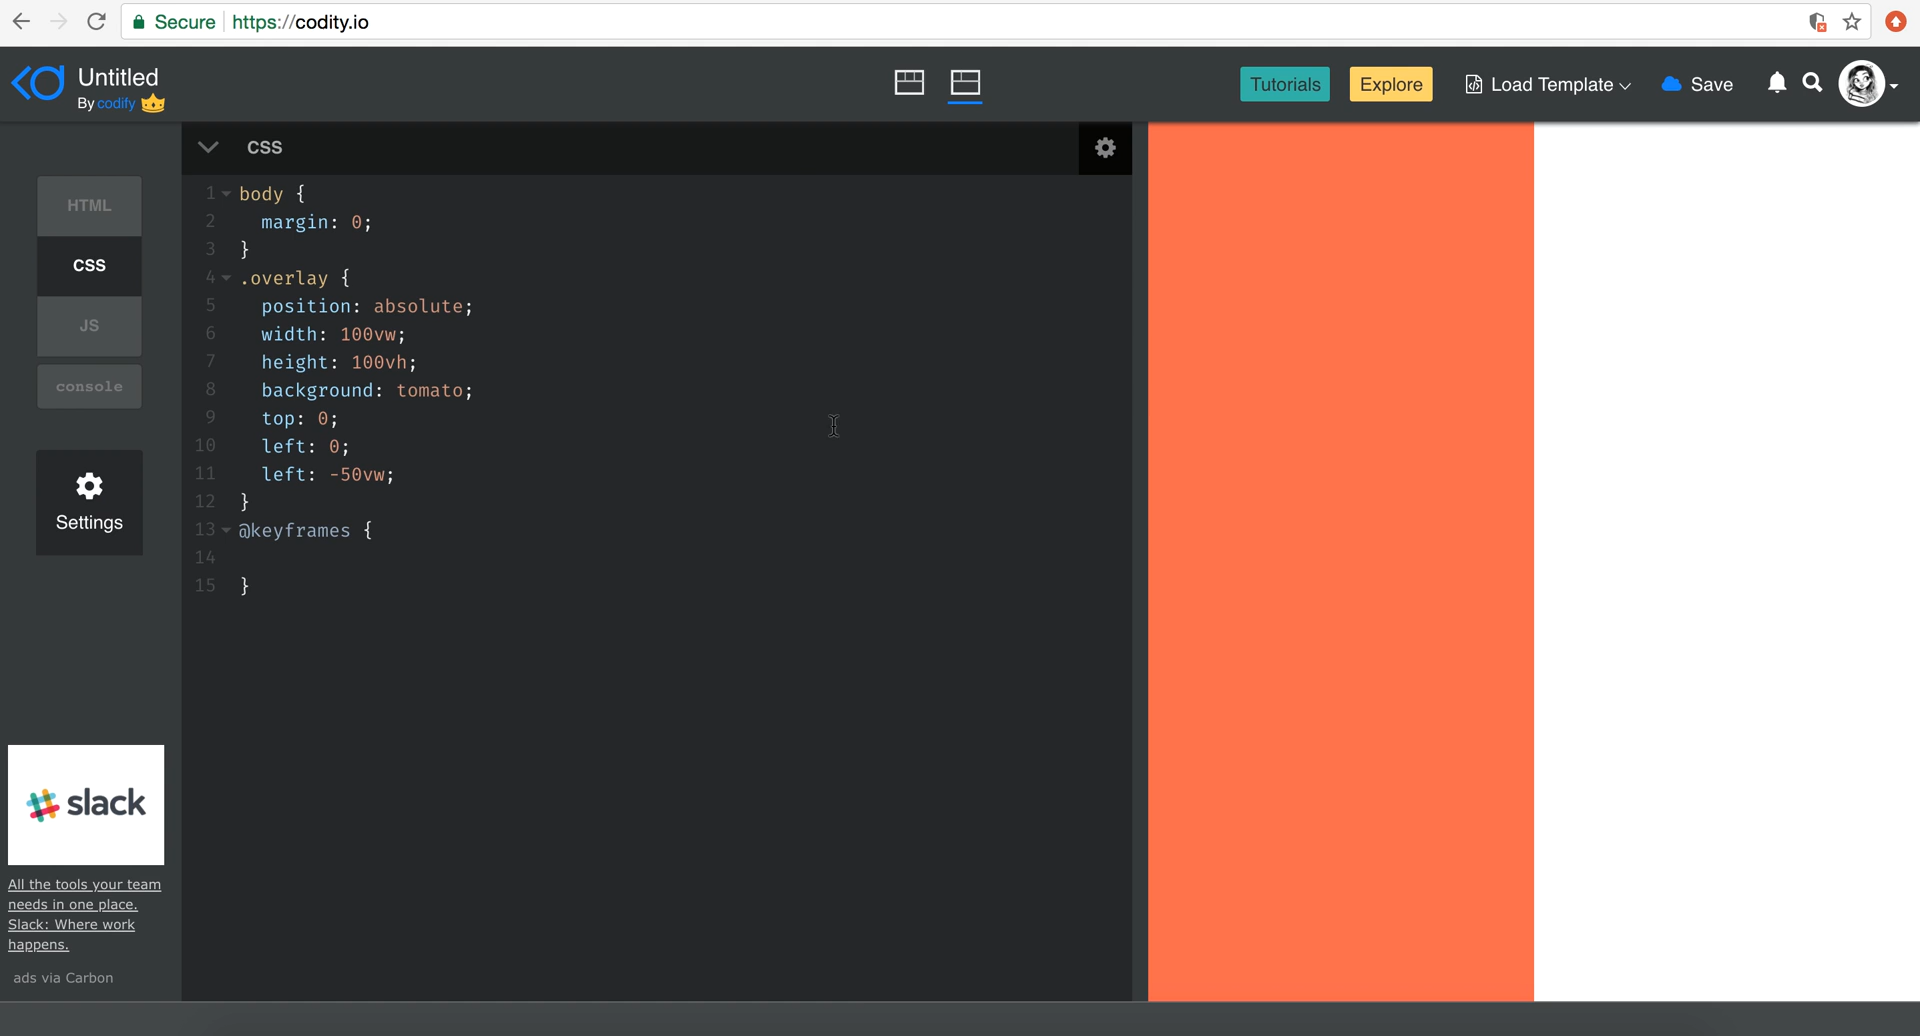 Secure https://codity.io
Untitled
By codify
Tutorials
Explore
Load Template
Save
HTML
CSS
JS
console
Settings
CSS
1 body {
2 margin: 0;
3 }
4 .overlay {
5 position: absolute;
6 width: 100vw;
7 height: 100vh;
8 background: tomato;
9 top: 0;
10 left: 0;
11 left: -50vw;
12 }
13 @keyframes {
14
15 }
slack
All the tools your team
needs in one place.
Slack: Where work
happens.
ads via Carbon